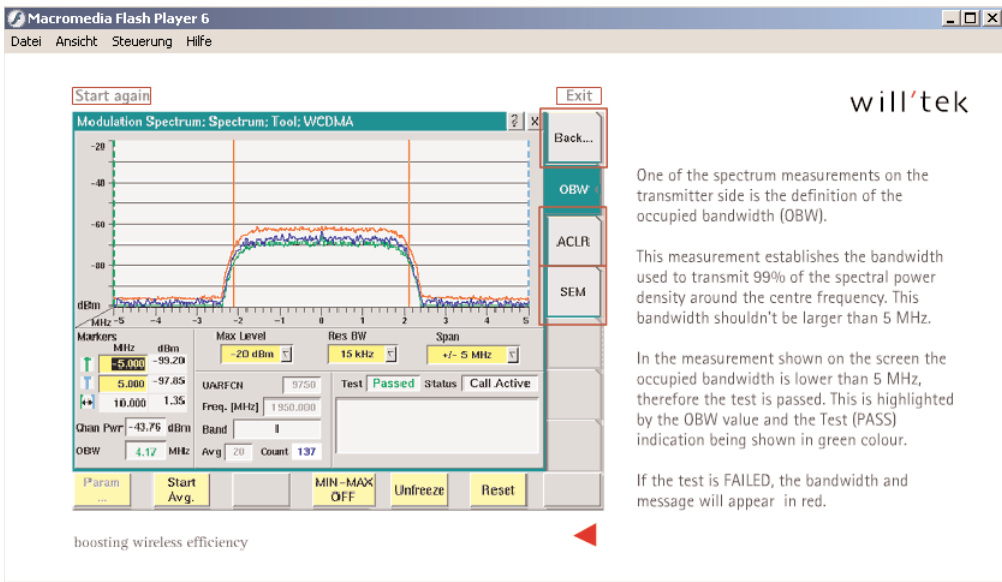 Macromedia Flash Player 6
Datei Ansicht Steuerung Hilfe
Start again
Exit
will'tek
Modulation Spectrum; Spectrum; Tool; WCDMA
? X
Back...
OBW
ACLR
SEM
-20
-40
-60
-80
dBm
MHz -5 -4 -3 -2 -1 0 1 2 3 4 5
Markers
MHz dBm
-5.000 -99.20
5.000 -97.85
10.000 1.35
Chan Pwr -43.76 dBm
OBW 4.17 MHz
Max Level
-20 dBm
Res BW
15 kHz
Span
+/- 5 MHz
UARFCN 9750
Freq. [MHz] 1950.000
Band II
Avg 20 Count 137
Test Passed Status Call Active
Param ...
Start Avg.
MIN-MAX OFF
Unfreeze
Reset
One of the spectrum measurements on the
transmitter side is the definition of the
occupied bandwidth (OBW).
This measurement establishes the bandwidth
used to transmit 99% of the spectral power
density around the centre frequency. This
bandwidth shouldn't be larger than 5 MHz.
In the measurement shown on the screen the
occupied bandwidth is lower than 5 MHz,
therefore the test is passed. This is highlighted
by the OBW value and the Test (PASS)
indication being shown in green colour.
If the test is FAILED, the bandwidth and
message will appear in red.
boosting wireless efficiency